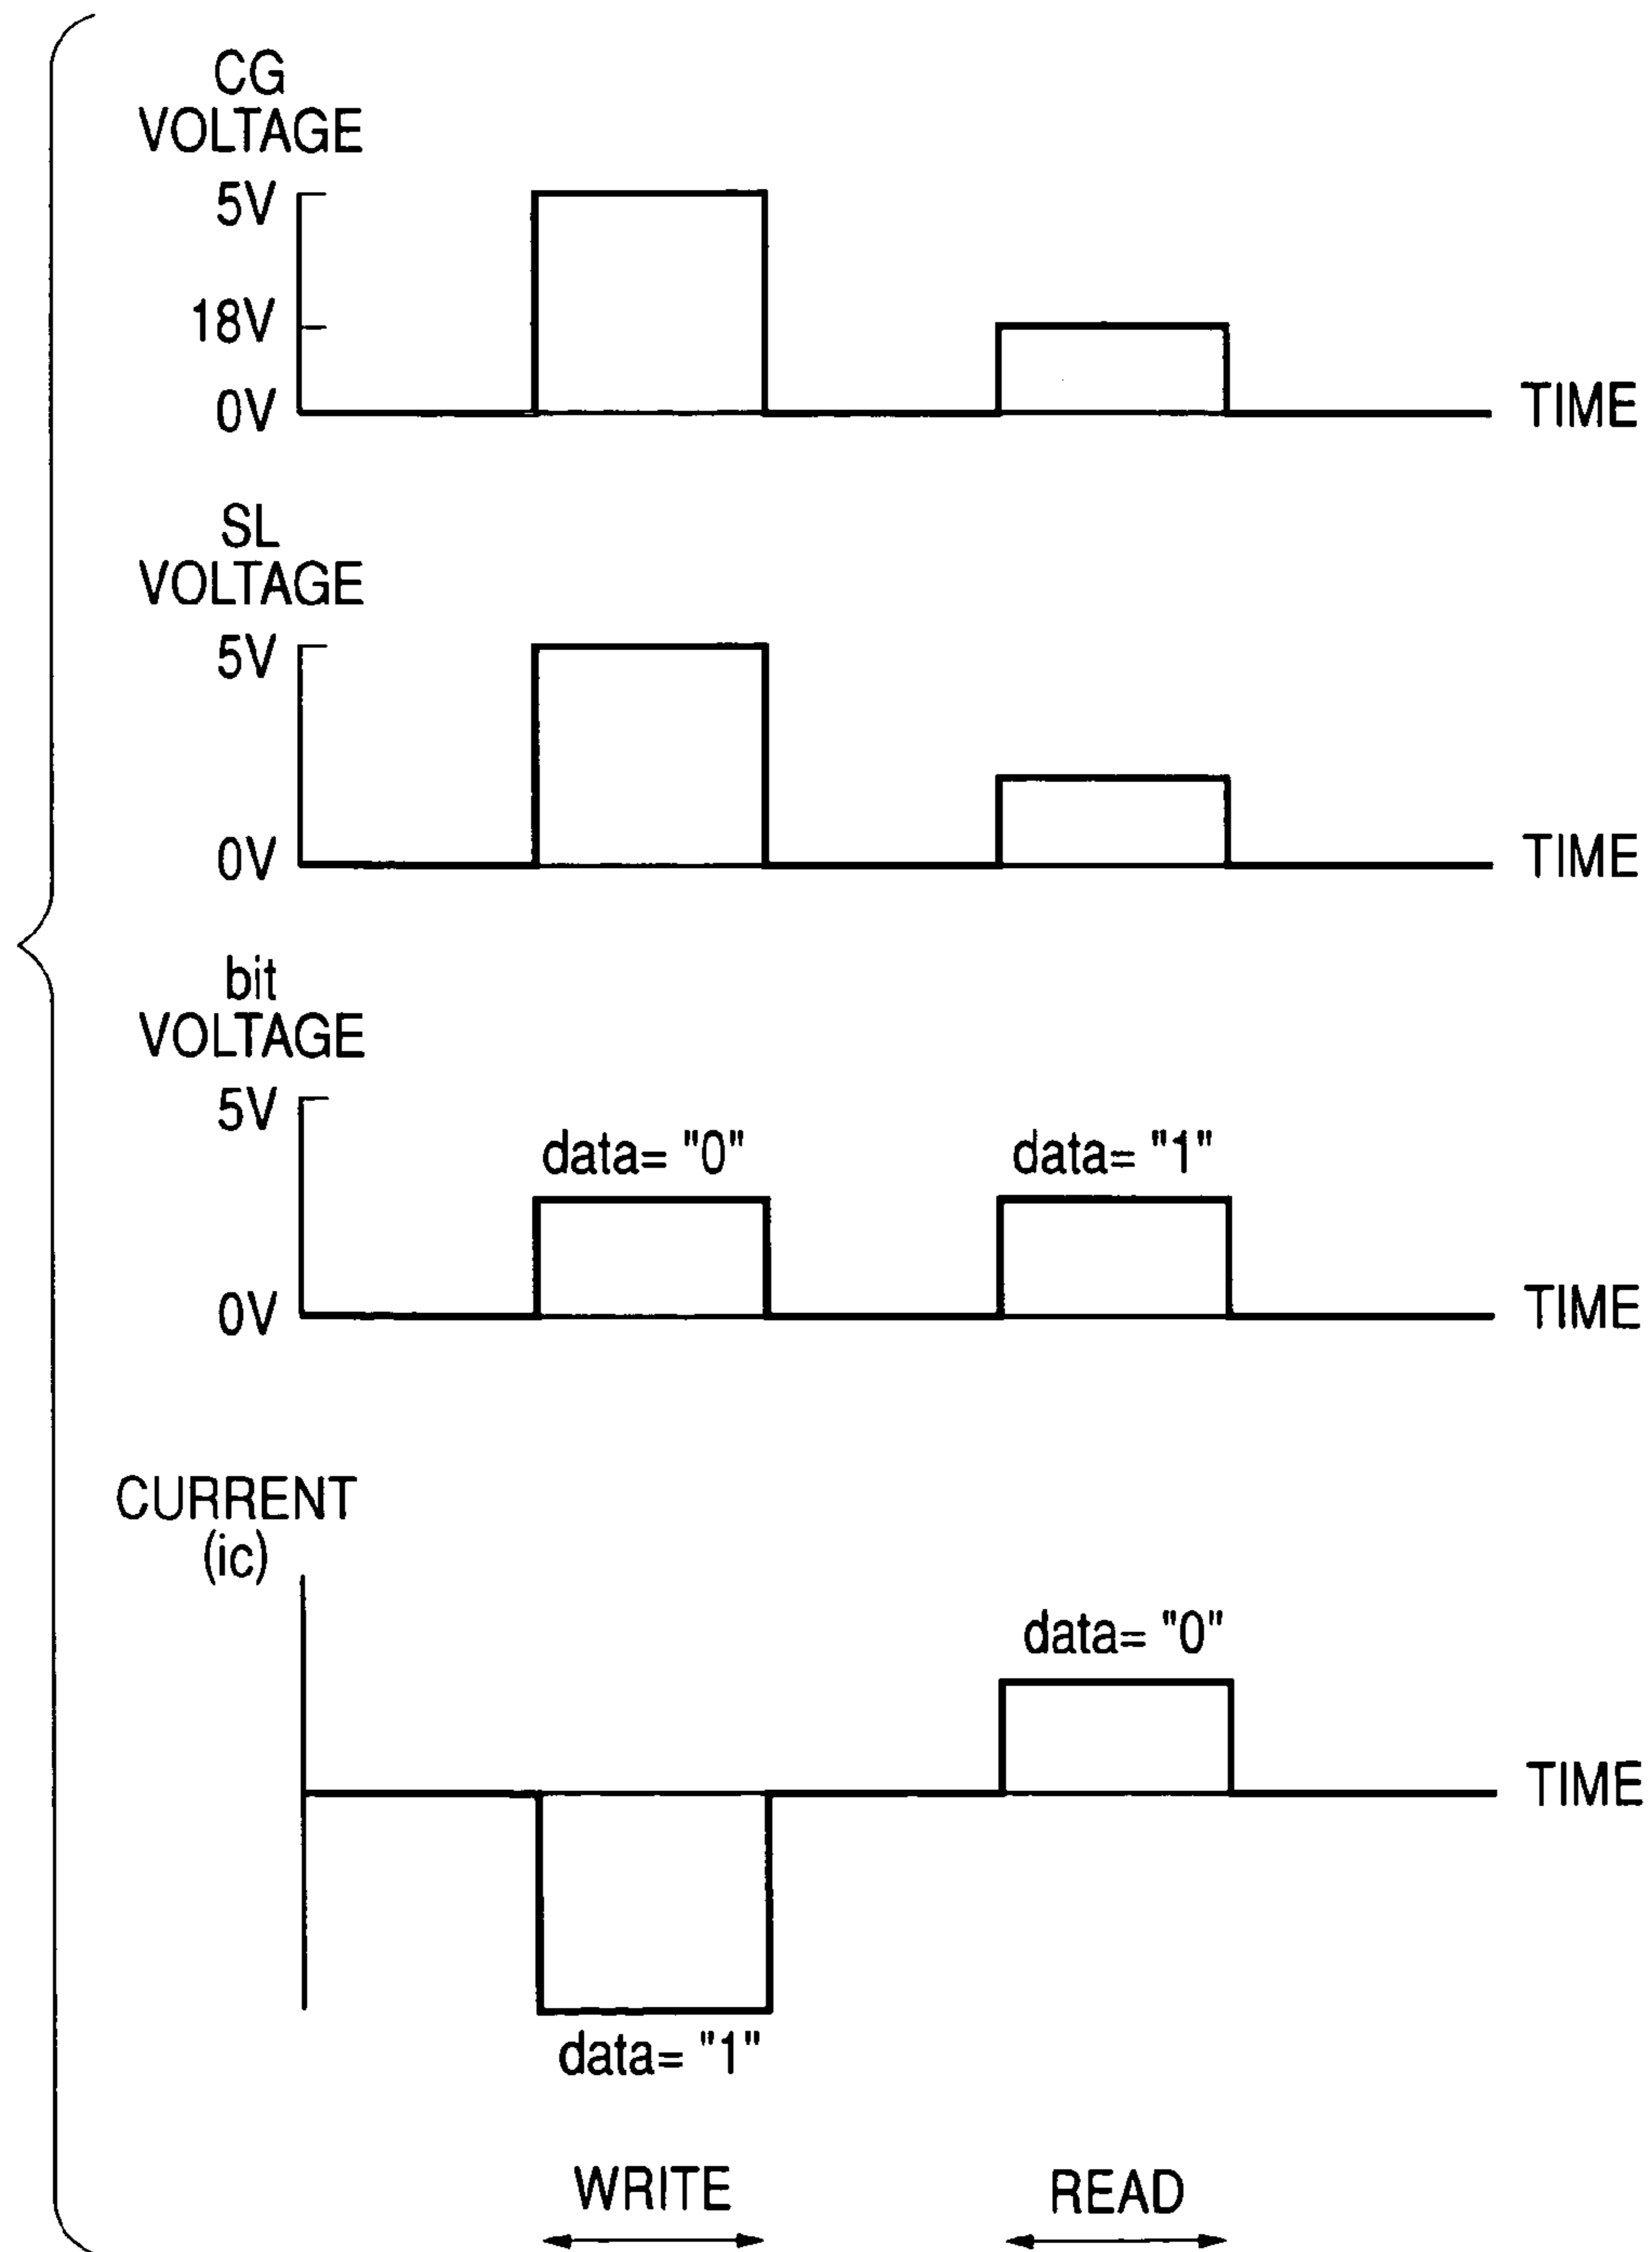 CG
VOLTAGE
5V
18V
0V
TIME
SL
VOLTAGE
5V
0V
TIME
bit
VOLTAGE
5V
data= "0" data= "1"
0V
TIME
CURRENT
(ic)
data= "0"
TIME
data= "1"
WRITE READ